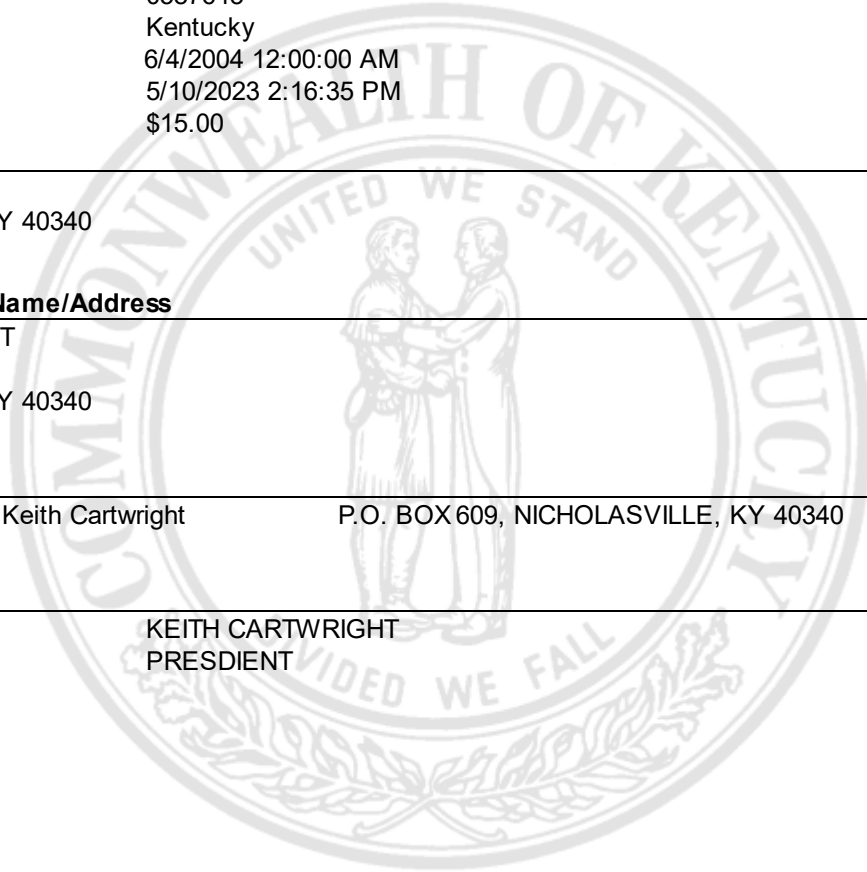 Kentucky
6/4/2004 12:00:00 AM
5/10/2023 2:16:35 PM
$15.00
Y 40340
Name/Address
T
Y 40340
Keith Cartwright P.O. BOX 609, NICHOLASVILLE, KY 40340
KEITH CARTWRIGHT
PRESDIENT
COMMONWEALTH OF KENTUCKY
UNITED WE STAND
DIVIDED WE FALL